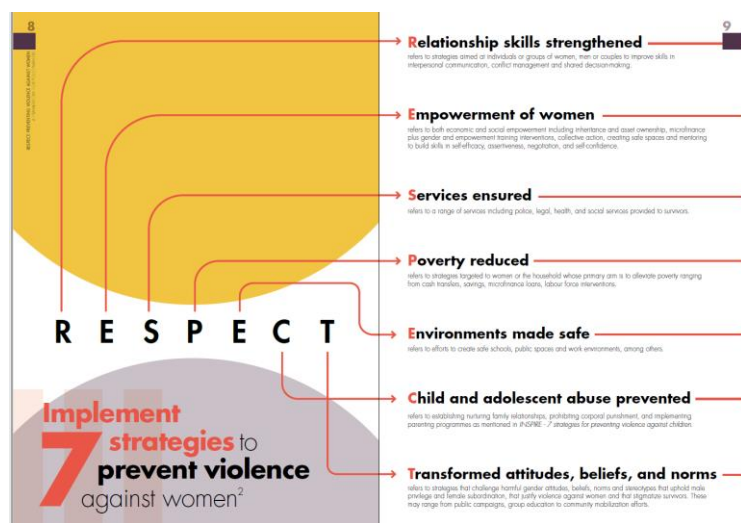 8
R E S P E C T
Implement
7 strategies to
prevent violence
against women2
9
Relationship skills strengthened
refers to strategies aimed at individuals or groups of women, men or couples to improve skills in
interpersonal communication, conflict management and shared decision-making.
Empowerment of women
refers to both economic and social empowerment including inheritance and asset ownership, microfinance
plus gender and empowerment training interventions, collective action, creating safe spaces and mentoring
to build skills in self-efficacy, assertiveness, negotiation, and self-confidence.
Services ensured
refers to a range of services including police, legal, health, and social services provided to survivors.
Poverty reduced
refers to strategies targeted to women or the household whose primary aim is to alleviate poverty ranging
from cash transfers, savings, microfinance loans, labour force interventions.
Environments made safe
refers to efforts to create safe schools, public spaces and work environments, among others.
Child and adolescent abuse prevented
refers to establishing nurturing family relationships, prohibiting corporal punishment, and implementing
parenting programmes as mentioned in INSPIRE - 7 strategies for preventing violence against children.
Transformed attitudes, beliefs, and norms
refers to strategies that challenge harmful gender attitudes, beliefs, norms and stereotypes that uphold male
privilege and female subordination, that justify violence against women and that stigmatize survivors. These
may range from public campaigns, group education to community mobilization efforts.